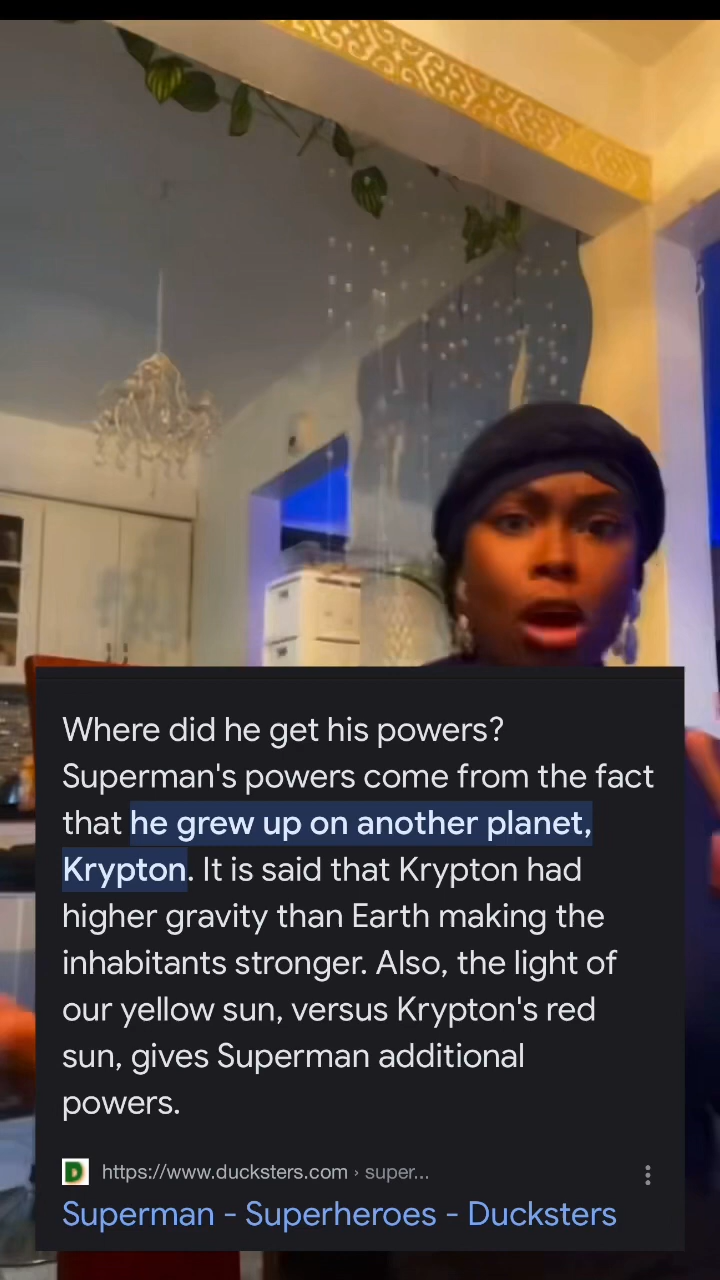 Where did he get his powers?
Superman's powers come from the fact
that he grew up on another planet,
Krypton. It is said that Krypton had
higher gravity than Earth making the
inhabitants stronger. Also, the light of
our yellow sun, versus Krypton's red
sun, gives Superman additional
powers.
D https://www.ducksters.com › super...
Superman - Superheroes - Ducksters